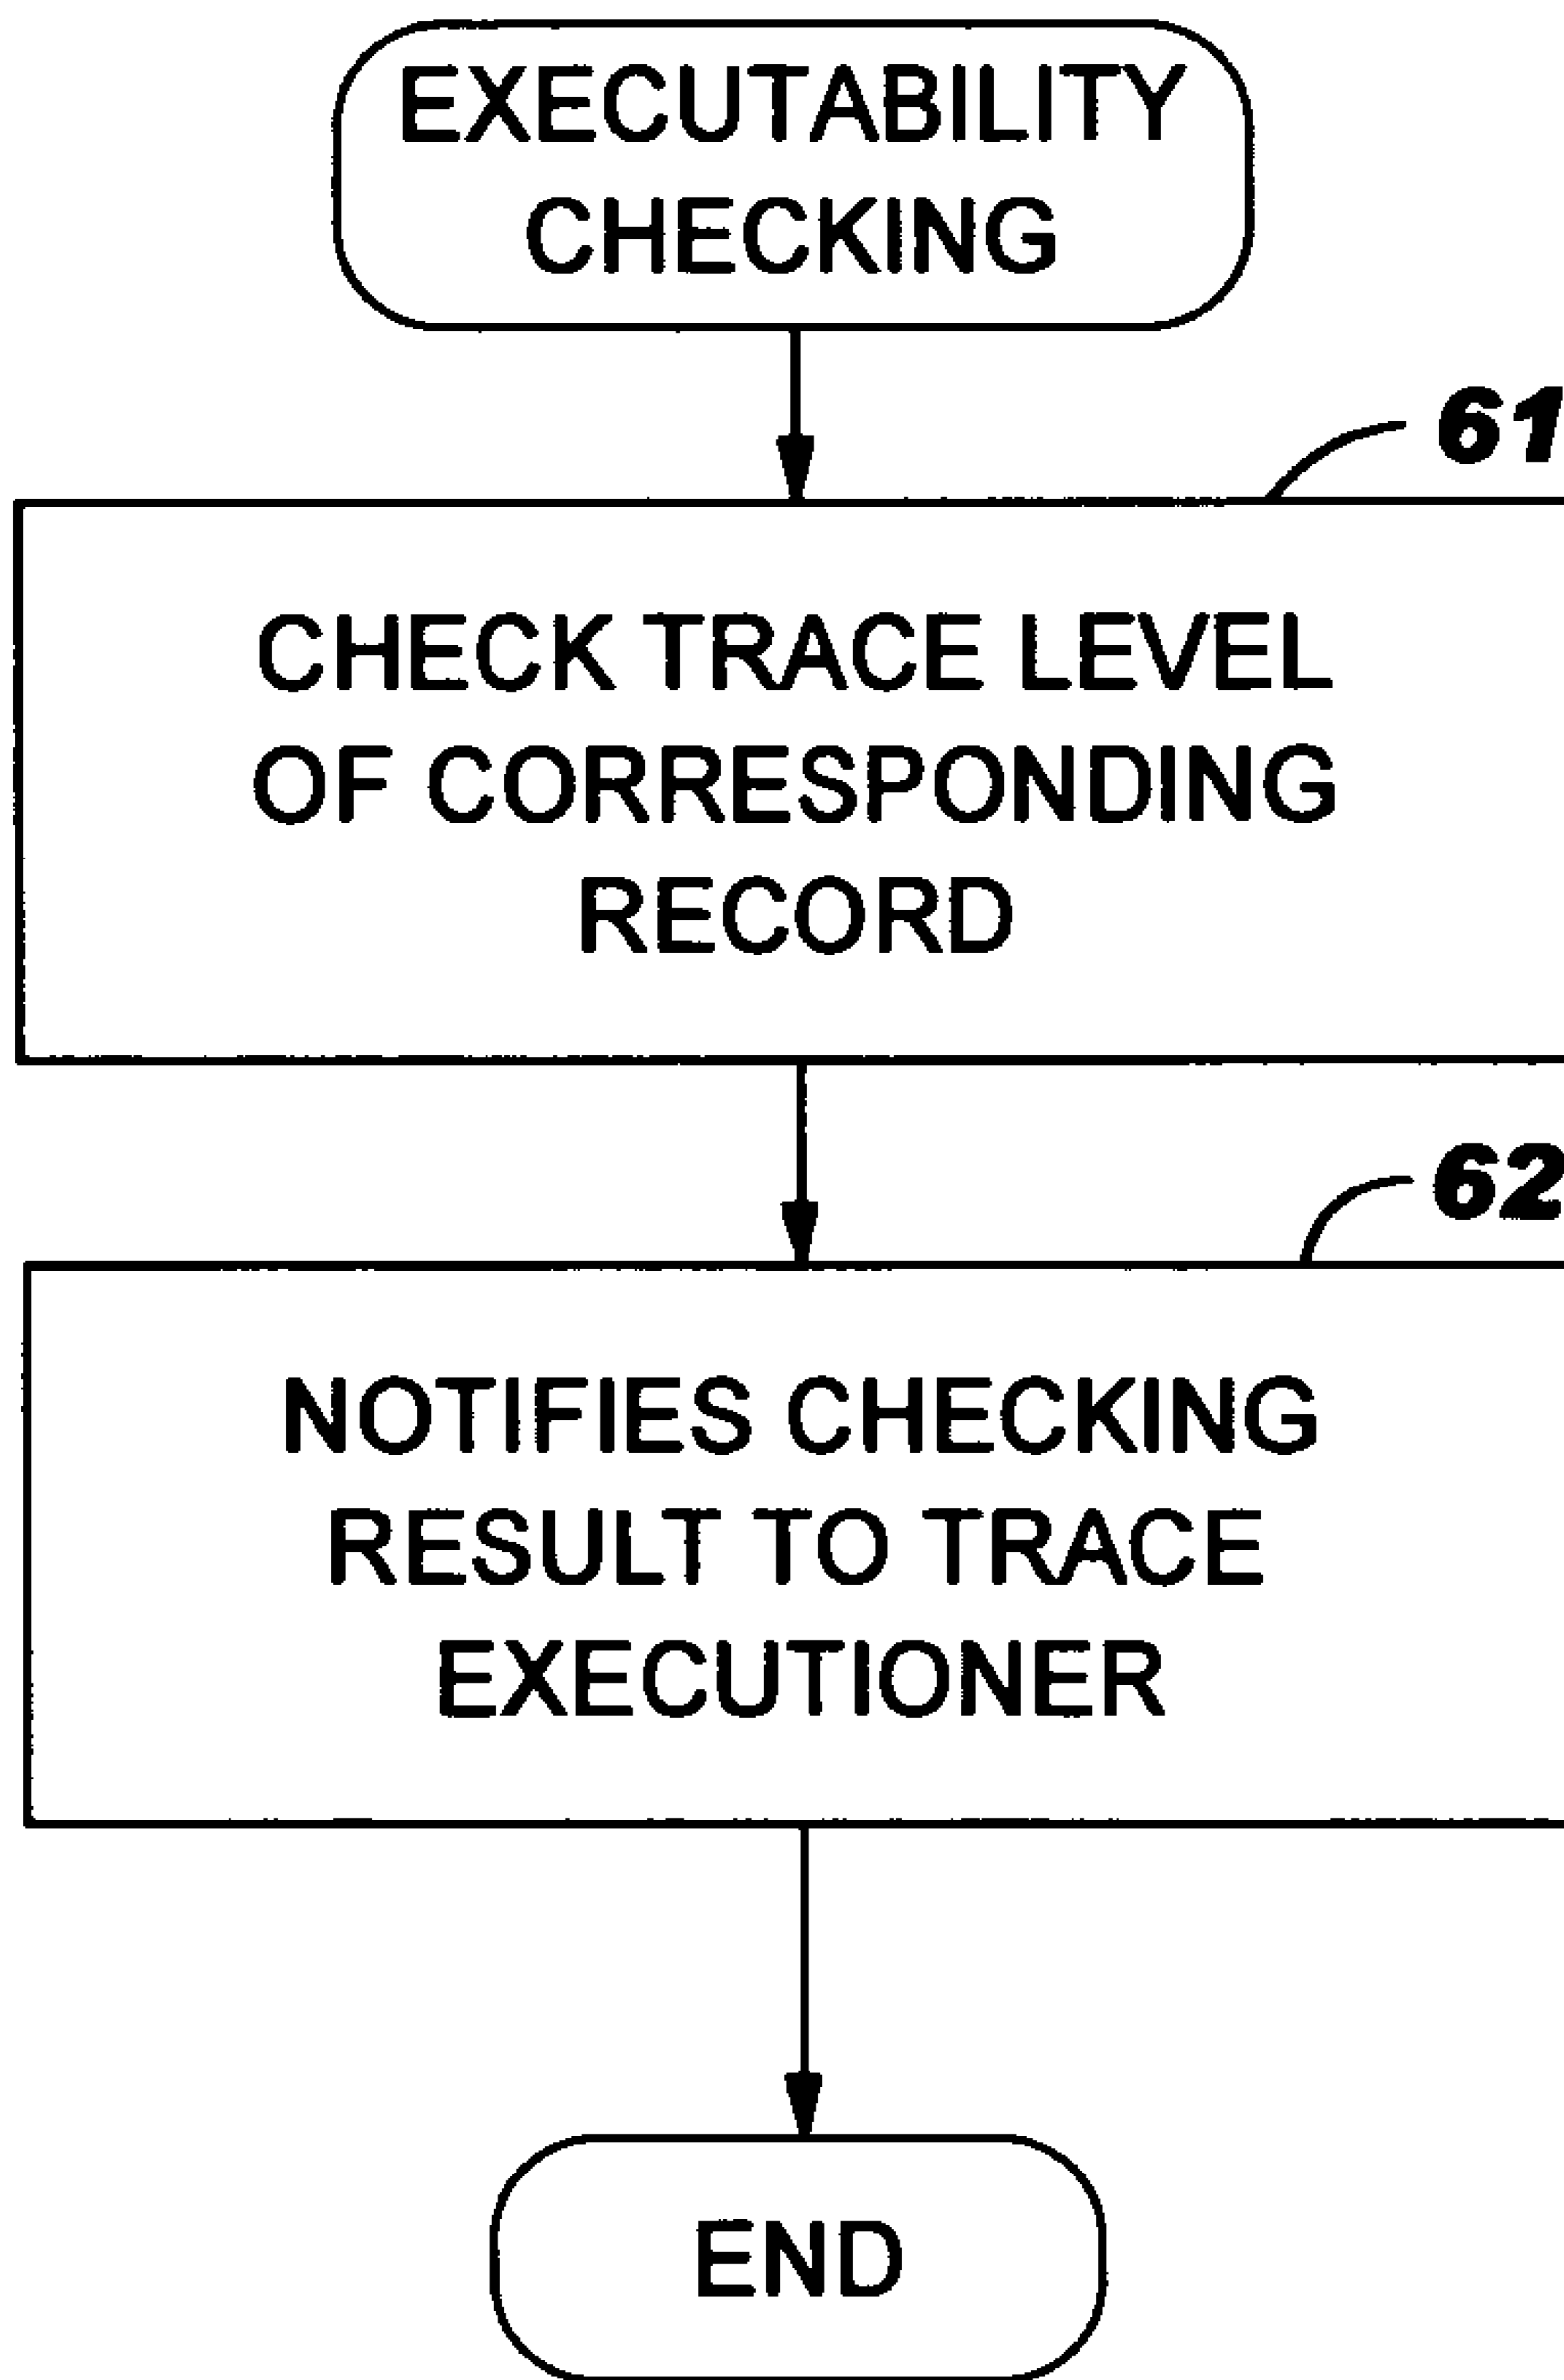 EXECUTABILITY
CHECKING
61
CHECK TRACE LEVEL
OF CORRESPONDING
RECORD
62
NOTIFIES CHECKING
RESULT TO TRACE
EXECUTIONER
END